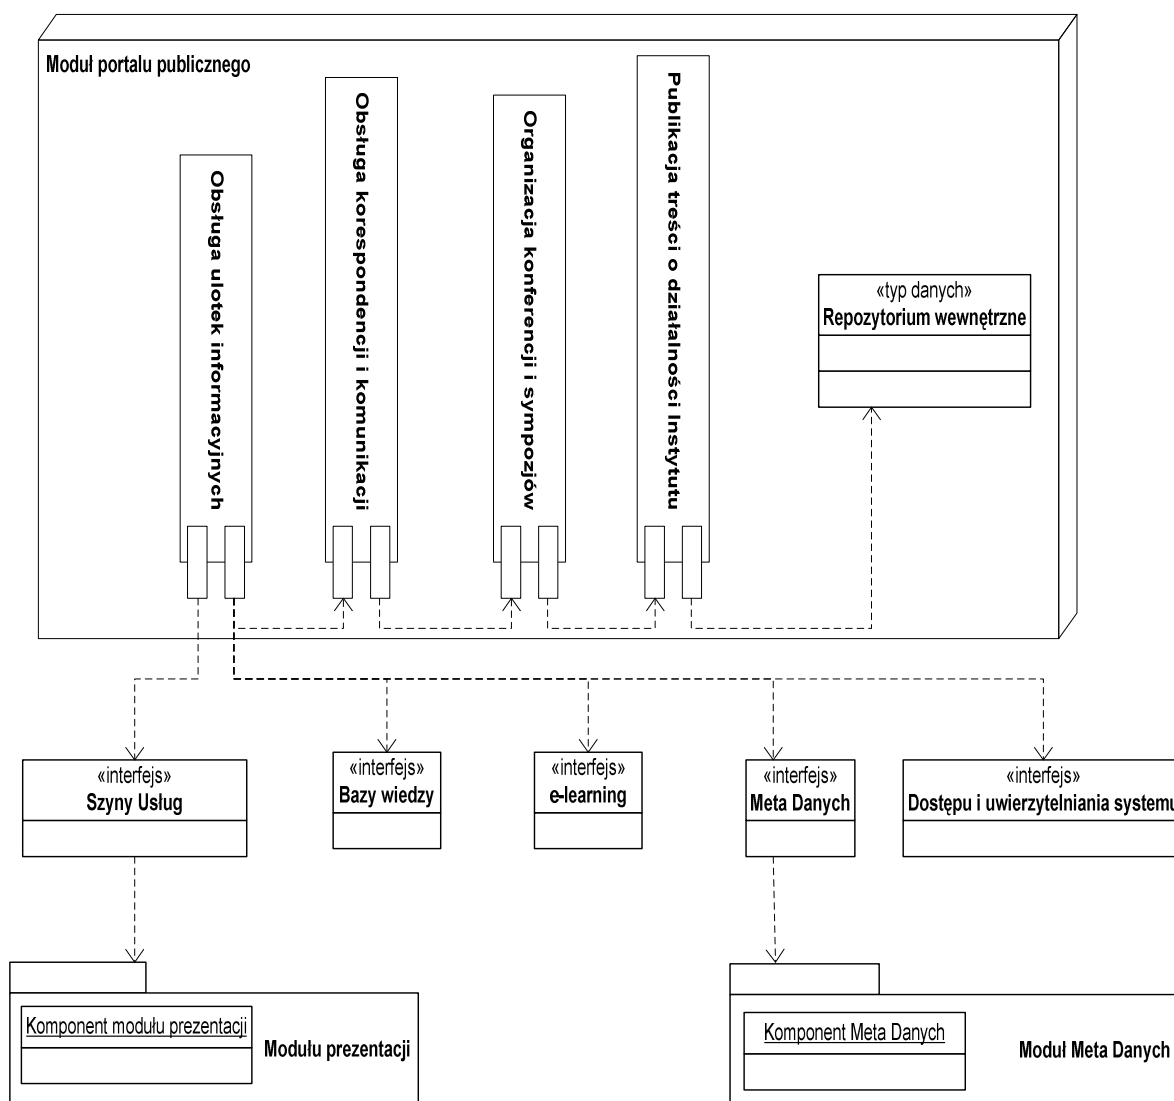 Moduł portalu publicznego
Obsługa ulotek informacyjnych
Obsługa korespondencji i komunikacji
Organizacja konferencji i sympozjów
Publikacja treści o działalności Instytutu
«typ danych»
Repozytorium wewnętrzne
«interfejs»
Szyny Usług
«interfejs»
Bazy wiedzy
«interfejs»
e-learning
«interfejs»
Meta Danych
«interfejs»
Dostępu i uwierzytelniania systemu
Komponent modułu prezentacji
Modułu prezentacji
Komponent Meta Danych
Moduł Meta Danych